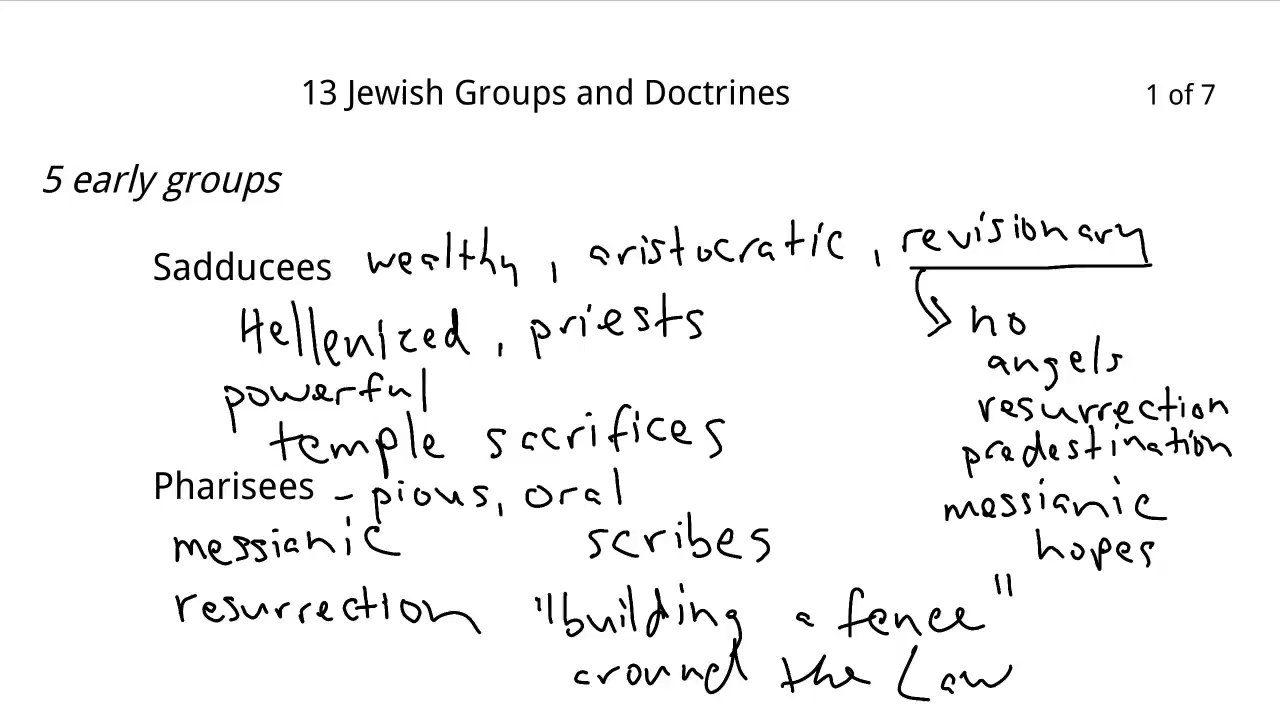 13 Jewish Groups and Doctrines 1 of 7
5 early groups
Sadducees wealthy, aristocratic, revisionary
Hellenized, priests
no
angels
powerful
resurrection
temple sacrifices
predestination
Pharisees - pious, oral
messianic
messianic scribes
hopes
resurrection "building a fence"
around the Law